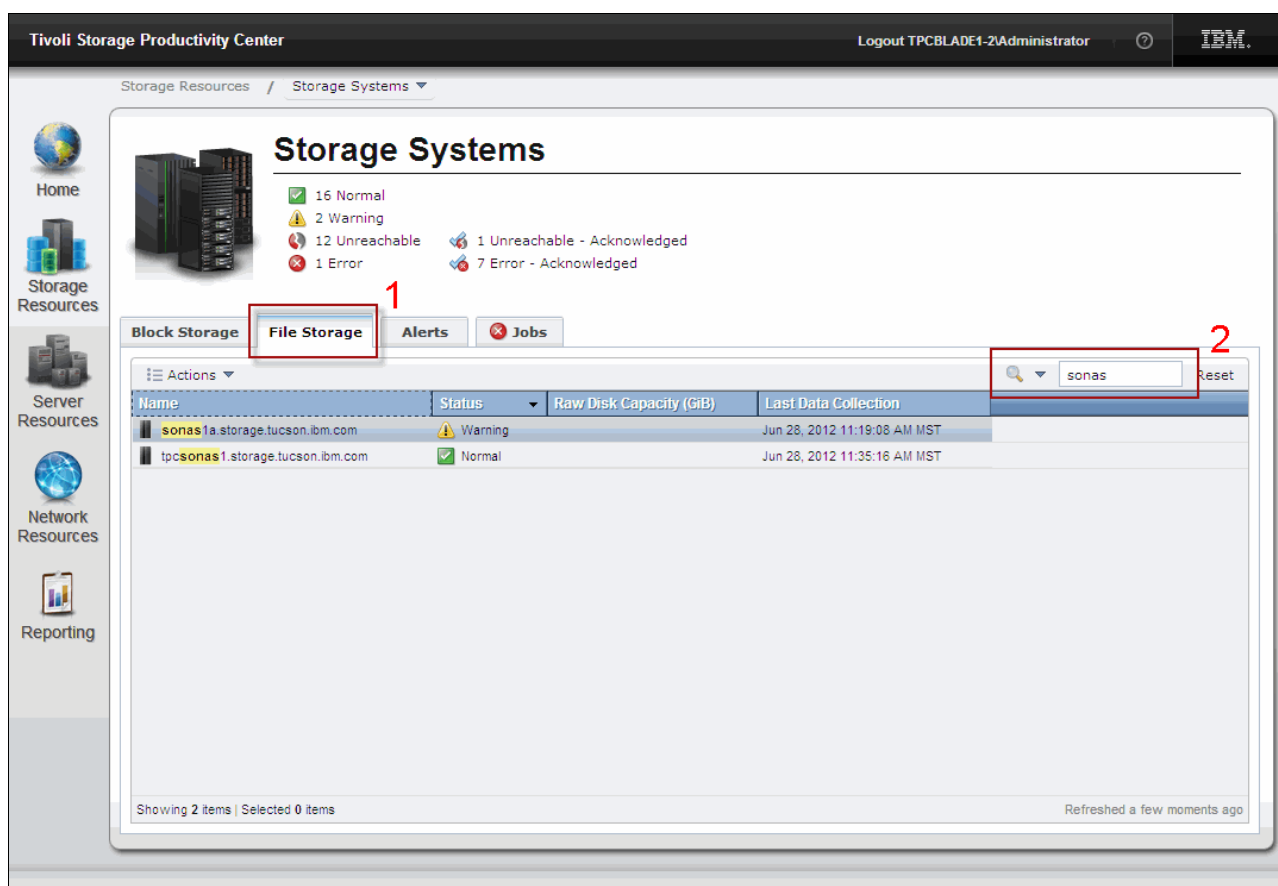 Tivoli Storage Productivity Center
Logout TPCBLADE1-2\Administrator
?
IBM.
Storage Resources / Storage Systems
Home
Storage Resources
Server Resources
Network Resources
Reporting
Storage Systems
16 Normal
2 Warning
12 Unreachable 1 Unreachable - Acknowledged
1 Error 7 Error - Acknowledged
1
Block Storage File Storage Alerts Jobs
2
Actions sonas Reset
Name Status Raw Disk Capacity (GiB) Last Data Collection
sonas1a.storage.tucson.ibm.com Warning Jun 28, 2012 11:19:08 AM MST
tpcsonas1.storage.tucson.ibm.com Normal Jun 28, 2012 11:35:16 AM MST
Showing 2 items | Selected 0 items Refreshed a few moments ago